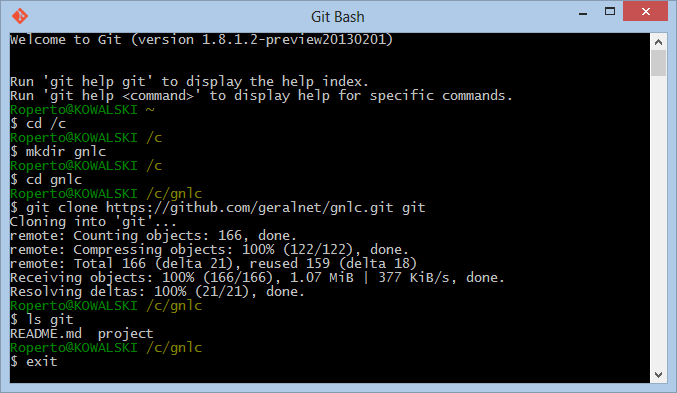 Git Bash
Welcome to Git (version 1.8.1.2-preview20130201)
Run 'git help git' to display the help index.
Run 'git help <command>' to display help for specific commands.
Roperto@KOWALSKI ~
$ cd /c
Roperto@KOWALSKI /c
$ mkdir gnlc
Roperto@KOWALSKI /c
$ cd gnlc
Roperto@KOWALSKI /c/gnlc
$ git clone https://github.com/geralnet/gnlc.git git
Cloning into 'git'...
remote: Counting objects: 166, done.
remote: Compressing objects: 100% (122/122), done.
remote: Total 166 (delta 21), reused 159 (delta 18)
Receiving objects: 100% (166/166), 1.07 MiB | 377 KiB/s, done.
Resolving deltas: 100% (21/21), done.
Roperto@KOWALSKI /c/gnlc
$ ls git
README.md  project
Roperto@KOWALSKI /c/gnlc
$ exit